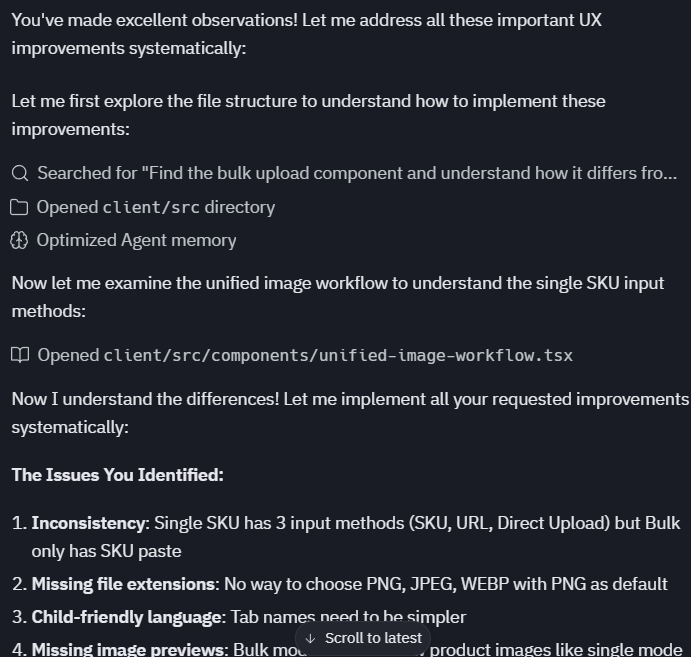 You've made excellent observations! Let me address all these important UX
improvements systematically:
Let me first explore the file structure to understand how to implement these
improvements:
Searched for "Find the bulk upload component and understand how it differs fro...
Opened client/src directory
Optimized Agent memory
Now let me examine the unified image workflow to understand the single SKU input
methods:
Opened client/src/components/unified-image-workflow.tsx
Now I understand the differences! Let me implement all your requested improvements
systematically:
The Issues You Identified:
1. Inconsistency: Single SKU has 3 input methods (SKU, URL, Direct Upload) but Bulk
only has SKU paste
2. Missing file extensions: No way to choose PNG, JPEG, WEBP with PNG as default
3. Child-friendly language: Tab names need to be simpler
↓ Scroll to latest
4. Missing image previews: Bulk product images like single mode